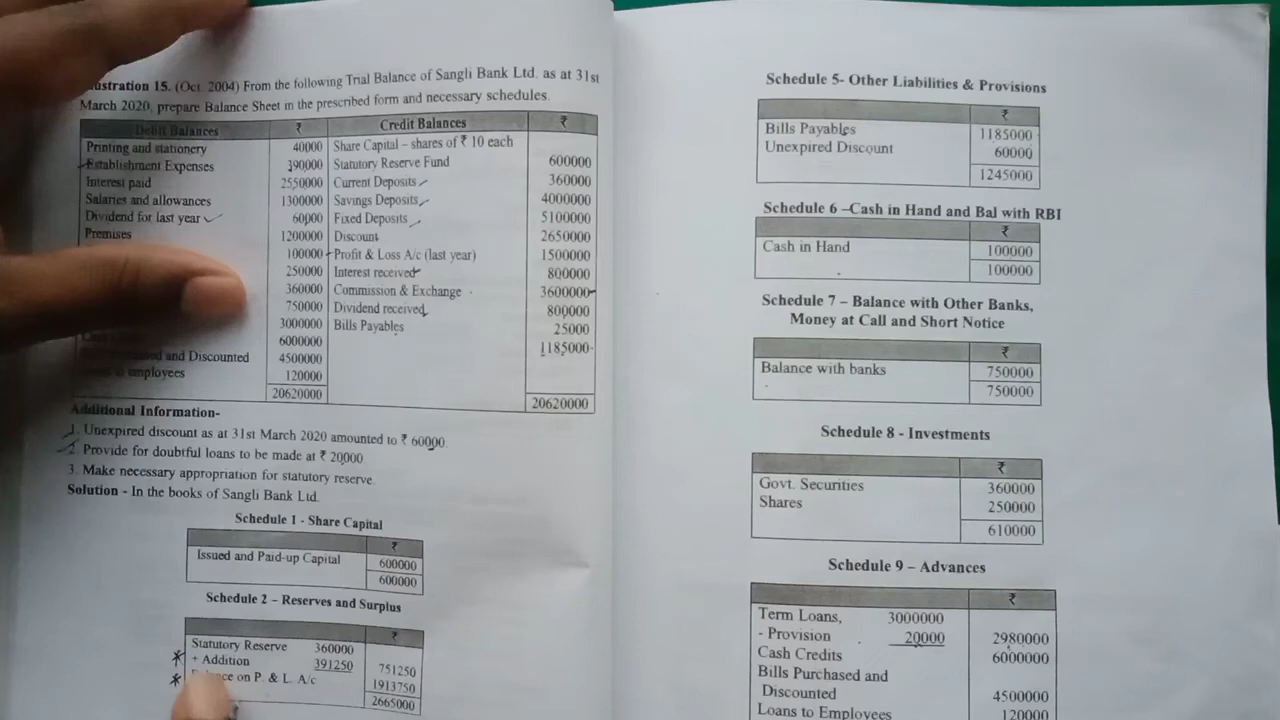 ustration 15. (Oct. 2004) From the following Trial Balance of Sangli Bank Ltd. as at 31st
March 2020, prepare Balance Sheet in the prescribed form and necessary schedules.
Debit Balances ₹ Credit Balances ₹
Printing and stationery 40000 Share Capital – shares of ₹ 10 each
Establishment Expenses 390000 Statutory Reserve Fund 600000
Interest paid 2550000 Current Deposits 360000
Salaries and allowances 1300000 Savings Deposits 4000000
Dividend for last year 60000 Fixed Deposits 5100000
Premises 1200000 Discount 2650000
100000 Profit & Loss A/c (last year) 1500000
250000 Interest received 800000
360000 Commission & Exchange 3600000
750000 Dividend received 800000
3000000 Bills Payables 25000
6000000 1185000
and Discounted 4500000
employees 120000
20620000 20620000
Additional Information-
1. Unexpired discount as at 31st March 2020 amounted to ₹ 60000.
2. Provide for doubtful loans to be made at ₹ 20000
3. Make necessary appropriation for statutory reserve.
Solution - In the books of Sangli Bank Ltd.
Schedule 1 - Share Capital
₹
Issued and Paid-up Capital 600000
600000
Schedule 2 – Reserves and Surplus
₹
Statutory Reserve 360000
+ Addition 391250 751250
on P. & L. A/c 1913750
2665000
Schedule 5- Other Liabilities & Provisions
₹
Bills Payables 1185000
Unexpired Discount 60000
1245000
Schedule 6 –Cash in Hand and Bal with RBI
₹
Cash in Hand 100000
100000
Schedule 7 – Balance with Other Banks,
Money at Call and Short Notice
₹
Balance with banks 750000
750000
Schedule 8 - Investments
₹
Govt. Securities 360000
Shares 250000
610000
Schedule 9 – Advances
₹
Term Loans, 3000000
- Provision 20000 2980000
Cash Credits 6000000
Bills Purchased and
Discounted 4500000
Loans to Employees 120000